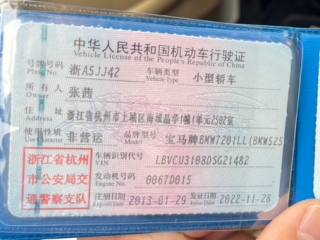 中华人民共和国机动车行驶证
Vehicle License of the People's Republic of China
号牌号码 浙A5JJ42 车辆类型 小型轿车
Plate No. Vehicle Type
所有人 张茜
Owner
住址 浙江省杭州市上城区海城晶华1幢1单元2502室
Address
使用性质 非营运 品牌型号 宝马牌BMW7201LL(BMW525
Use Character Model
浙江省杭州市公安局交通警察支队
车辆识别代号 LBVCU3108DSG21482
VIN
发动机号码 0067D015
Engine No.
注册日期 2013-01-29 发证日期 2022-11-28
Register Date Issue Date